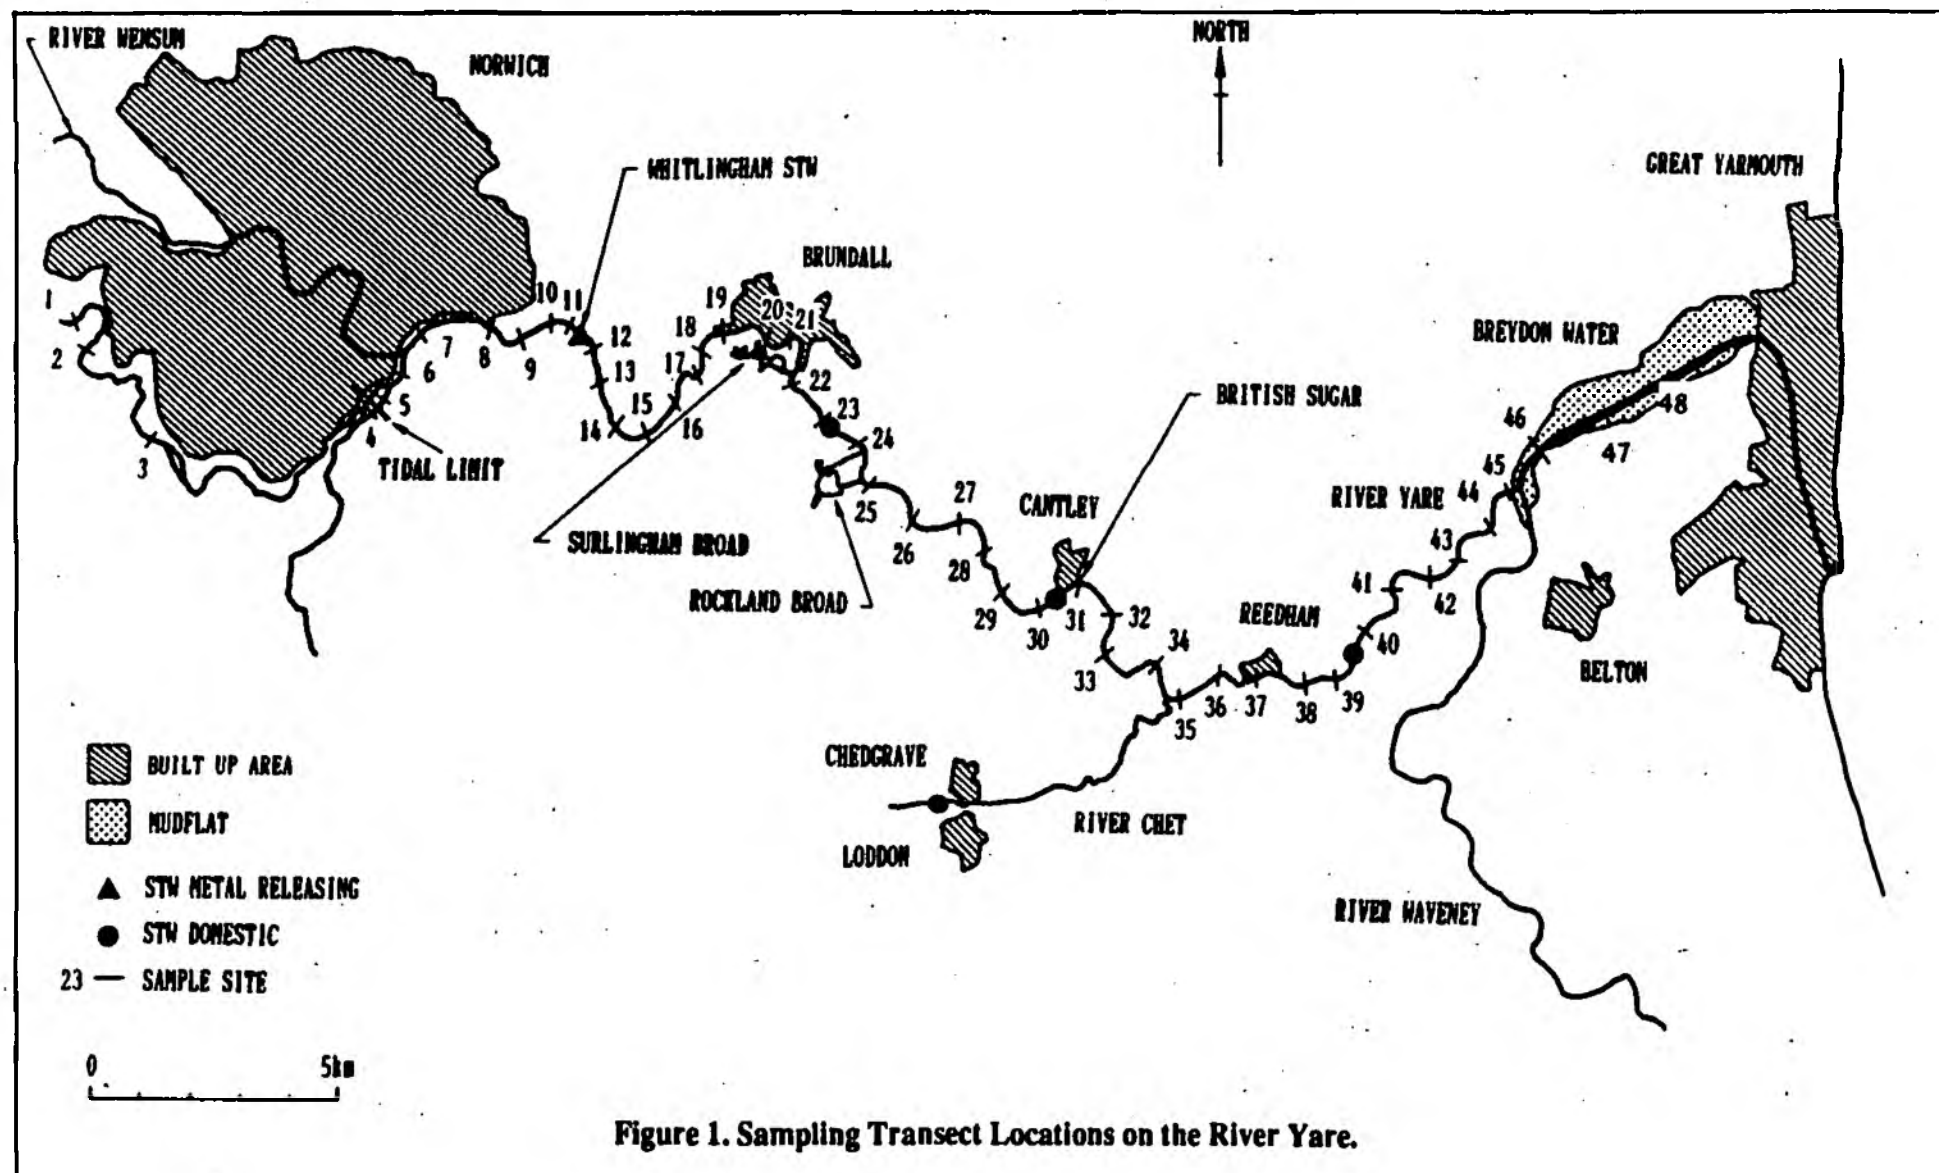 RIVER WENSUM
NORWICH
NORTH
WHITLINGHAM STW
GREAT YARMOUTH
BRUNDALL
BREYDON WATER
BRITISH SUGAR
TIDAL LIMIT
SURLINGHAM BROAD
ROCKLAND BROAD
CANTLEY
RIVER YARE
REEDHAM
BELTON
CHEDGRAVE
LODDON
RIVER CHET
RIVER WAVENEY
1
2
3
4
5
6
7
8
9
10
11
12
13
14
15
16
17
18
19
20
21
22
23
24
25
26
27
28
29
30
31
32
33
34
35
36
37
38
39
40
41
42
43
44
45
46
47
48
BUILT UP AREA
MUDFLAT
STW METAL RELEASING
STW DOMESTIC
23 — SAMPLE SITE
0 5km
Figure 1. Sampling Transect Locations on the River Yare.